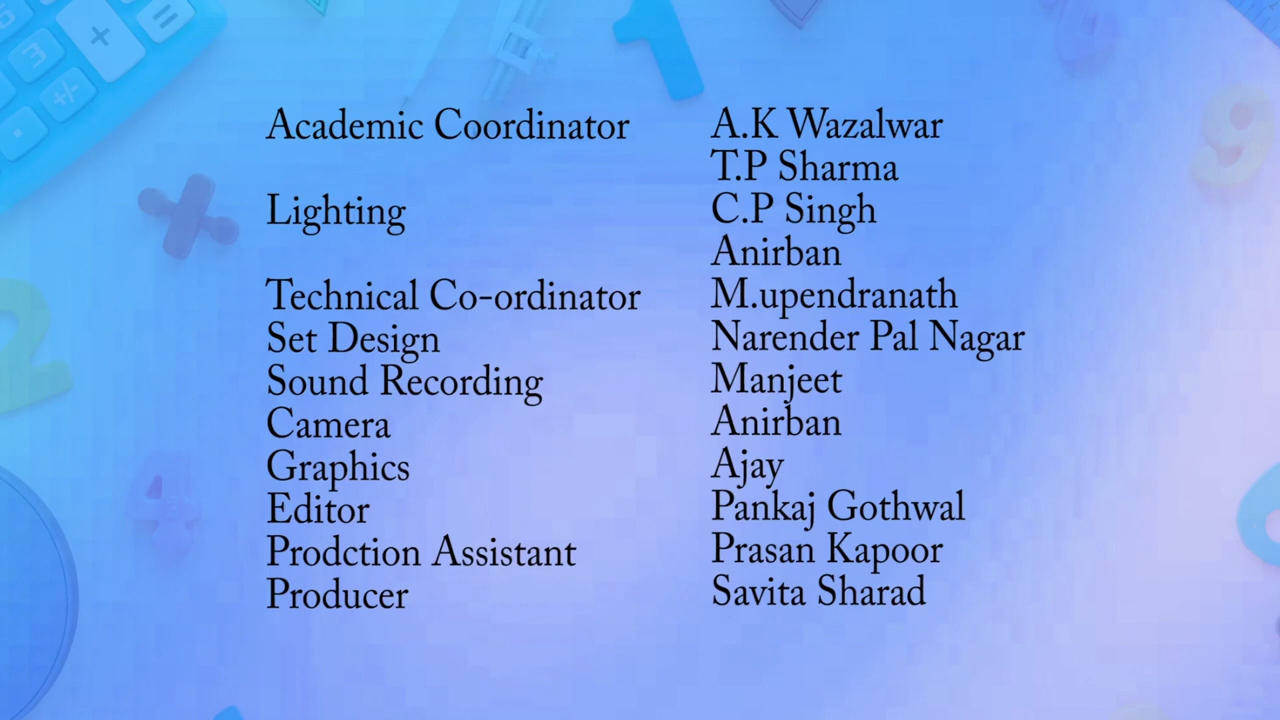 Academic Coordinator A.K Wazalwar
T.P Sharma
Lighting C.P Singh
Anirban
Technical Co-ordinator M.upendranath
Set Design Narender Pal Nagar
Sound Recording Manjeet
Camera Anirban
Graphics Ajay
Editor Pankaj Gothwal
Prodction Assistant Prasan Kapoor
Producer Savita Sharad